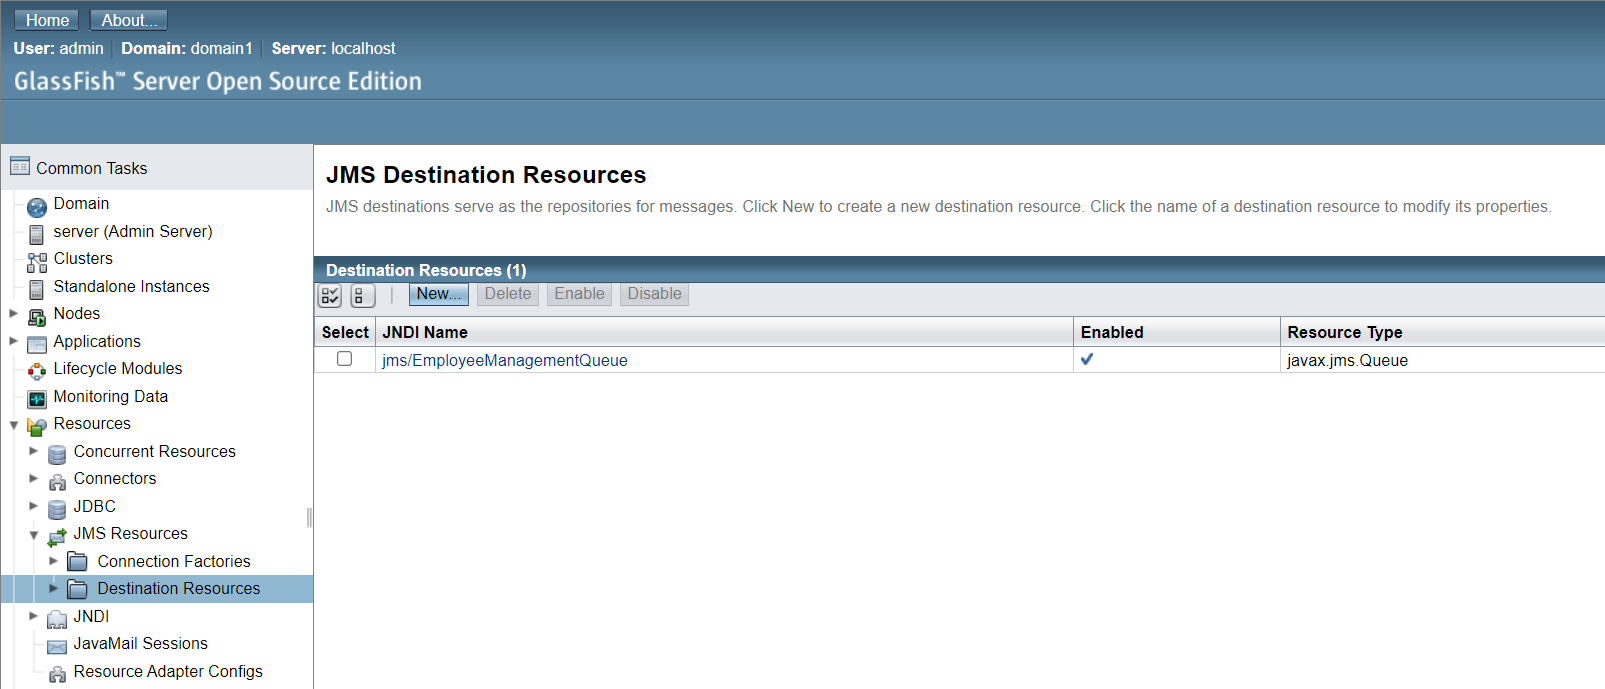 Home About...
User: admin Domain: domain1 Server: localhost
GlassFish™ Server Open Source Edition
Common Tasks
Domain
server (Admin Server)
Clusters
Standalone Instances
Nodes
Applications
Lifecycle Modules
Monitoring Data
Resources
Concurrent Resources
Connectors
JDBC
JMS Resources
Connection Factories
Destination Resources
JNDI
JavaMail Sessions
Resource Adapter Configs
JMS Destination Resources
JMS destinations serve as the repositories for messages. Click New to create a new destination resource. Click the name of a destination resource to modify its properties.
Destination Resources (1)
New... Delete Enable Disable
Select JNDI Name Enabled Resource Type
jms/EmployeeManagementQueue javax.jms.Queue